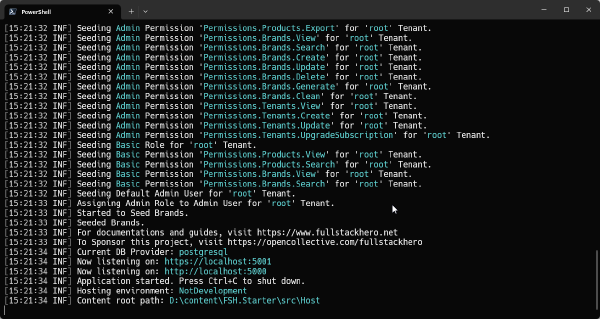 PowerShell
[15:21:32 INF] Seeding Admin Permission 'Permissions.Products.Export' for 'root' Tenant.
[15:21:32 INF] Seeding Admin Permission 'Permissions.Brands.View' for 'root' Tenant.
[15:21:32 INF] Seeding Admin Permission 'Permissions.Brands.Search' for 'root' Tenant.
[15:21:32 INF] Seeding Admin Permission 'Permissions.Brands.Create' for 'root' Tenant.
[15:21:32 INF] Seeding Admin Permission 'Permissions.Brands.Update' for 'root' Tenant.
[15:21:32 INF] Seeding Admin Permission 'Permissions.Brands.Delete' for 'root' Tenant.
[15:21:32 INF] Seeding Admin Permission 'Permissions.Brands.Generate' for 'root' Tenant.
[15:21:32 INF] Seeding Admin Permission 'Permissions.Brands.Clean' for 'root' Tenant.
[15:21:32 INF] Seeding Admin Permission 'Permissions.Tenants.View' for 'root' Tenant.
[15:21:32 INF] Seeding Admin Permission 'Permissions.Tenants.Create' for 'root' Tenant.
[15:21:32 INF] Seeding Admin Permission 'Permissions.Tenants.Update' for 'root' Tenant.
[15:21:32 INF] Seeding Admin Permission 'Permissions.Tenants.UpgradeSubscription' for 'root' Tenant.
[15:21:32 INF] Seeding Basic Role for 'root' Tenant.
[15:21:32 INF] Seeding Basic Permission 'Permissions.Products.View' for 'root' Tenant.
[15:21:32 INF] Seeding Basic Permission 'Permissions.Products.Search' for 'root' Tenant.
[15:21:32 INF] Seeding Basic Permission 'Permissions.Brands.View' for 'root' Tenant.
[15:21:32 INF] Seeding Basic Permission 'Permissions.Brands.Search' for 'root' Tenant.
[15:21:33 INF] Seeding Default Admin User for 'root' Tenant.
[15:21:33 INF] Assigning Admin Role to Admin User for 'root' Tenant.
[15:21:33 INF] Started to Seed Brands.
[15:21:33 INF] Seeded Brands.
[15:21:33 INF] For documentations and guides, visit https://www.fullstackhero.net
[15:21:33 INF] To Sponsor this project, visit https://opencollective.com/fullstackhero
[15:21:34 INF] Current DB Provider: postgresql
[15:21:34 INF] Now listening on: https://localhost:5001
[15:21:34 INF] Now listening on: http://localhost:5000
[15:21:34 INF] Application started. Press Ctrl+C to shut down.
[15:21:34 INF] Hosting environment: NotDevelopment
[15:21:34 INF] Content root path: D:\content\FSH.Starter\src\Host